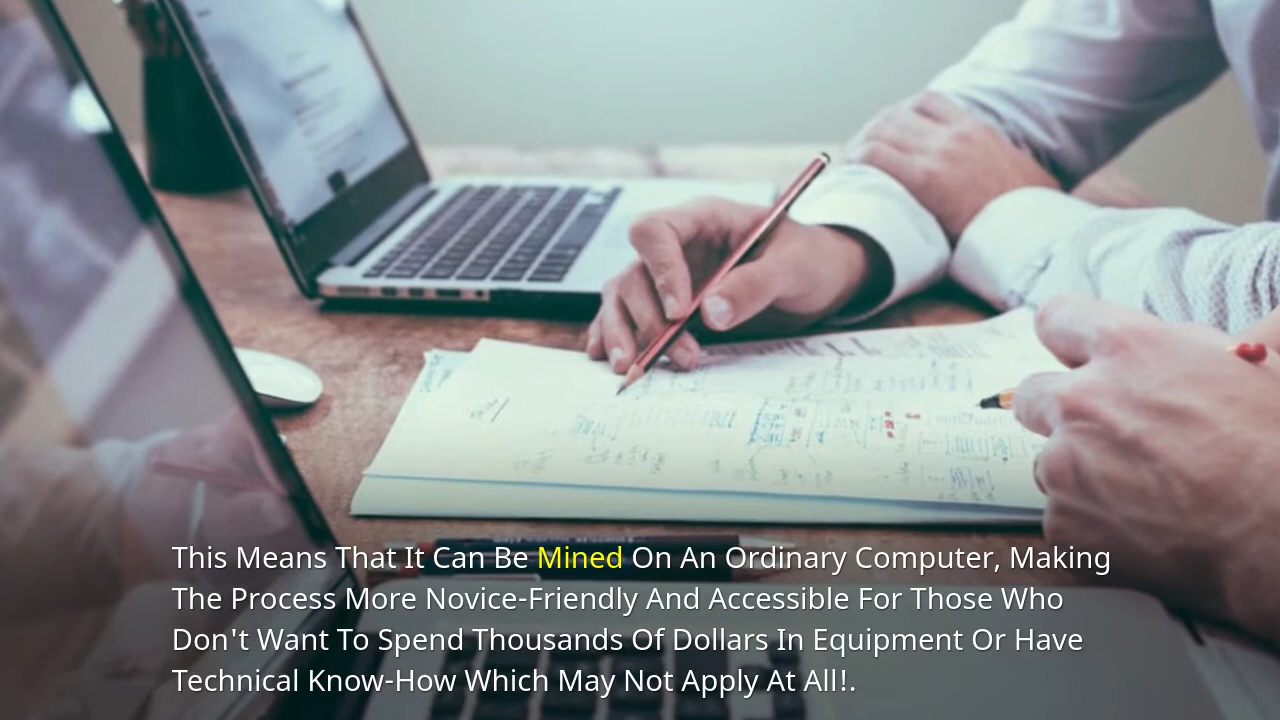 This Means That It Can Be Mined On An Ordinary Computer, Making
The Process More Novice-Friendly And Accessible For Those Who
Don't Want To Spend Thousands Of Dollars In Equipment Or Have
Technical Know-How Which May Not Apply At All!.